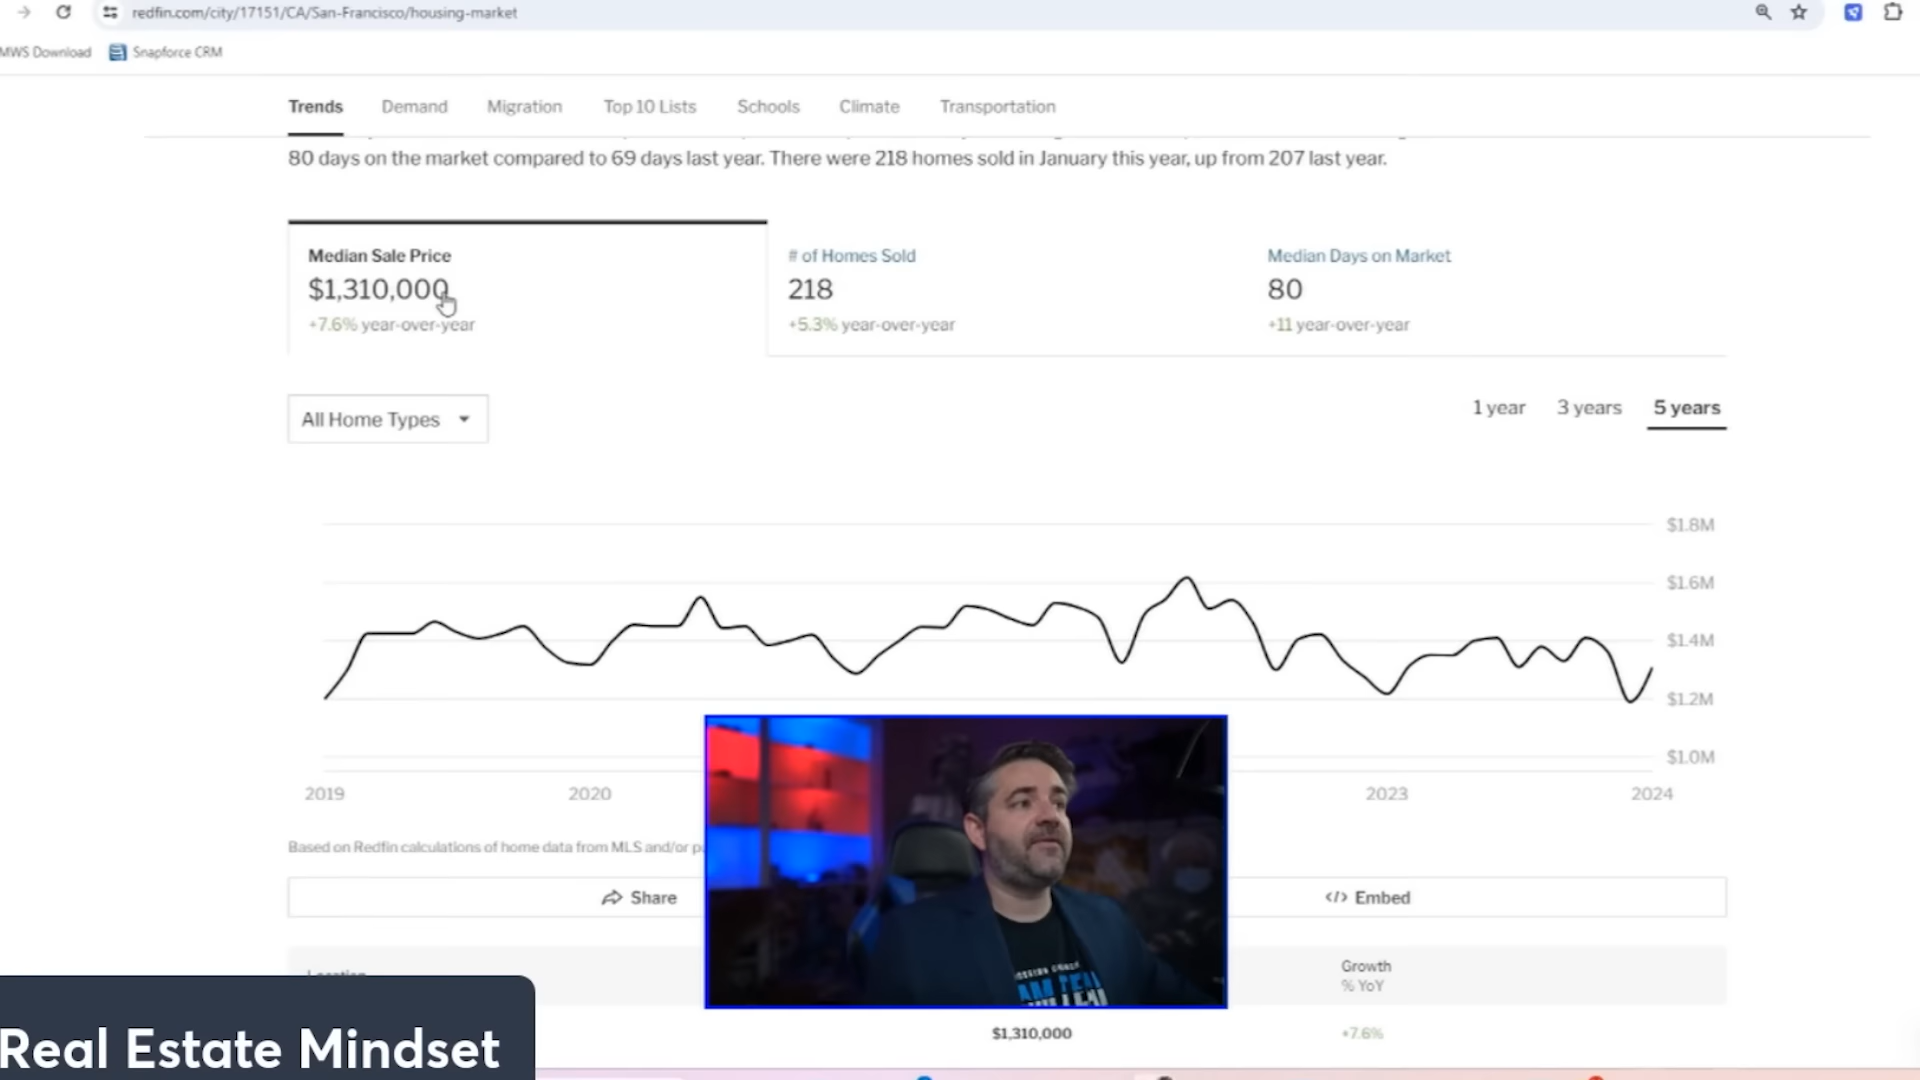 redfin.com/city/17151/CA/San-Francisco/housing-market
MWS Download Snapforce CRM
Trends Demand Migration Top 10 Lists Schools Climate Transportation
80 days on the market compared to 69 days last year. There were 218 homes sold in January this year, up from 207 last year.
Median Sale Price # of Homes Sold Median Days on Market
$1,310,000 218 80
+7.6% year-over-year +5.3% year-over-year +11 year-over-year
All Home Types 1 year 3 years 5 years
$1.8M
$1.6M
$1.4M
$1.2M
$1.0M
2019 2020 2023 2024
Based on Redfin calculations of home data from MLS and/or
Share </> Embed
Location Growth
% YoY
$1,310,000 +7.6%
Real Estate Mindset